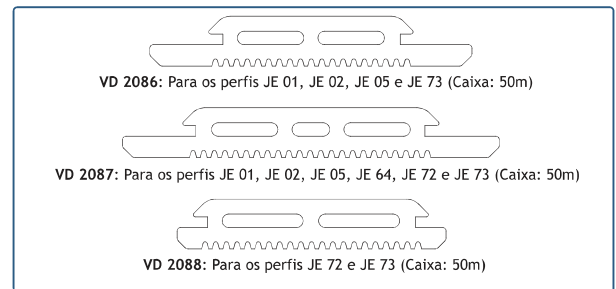 VD 2086: Para os perfis JE 01, JE 02, JE 05 e JE 73 (Caixa: 50m)
VD 2087: Para os perfis JE 01, JE 02, JE 05, JE 64, JE 72 e JE 73 (Caixa: 50m)
VD 2088: Para os perfis JE 72 e JE 73 (Caixa: 50m)